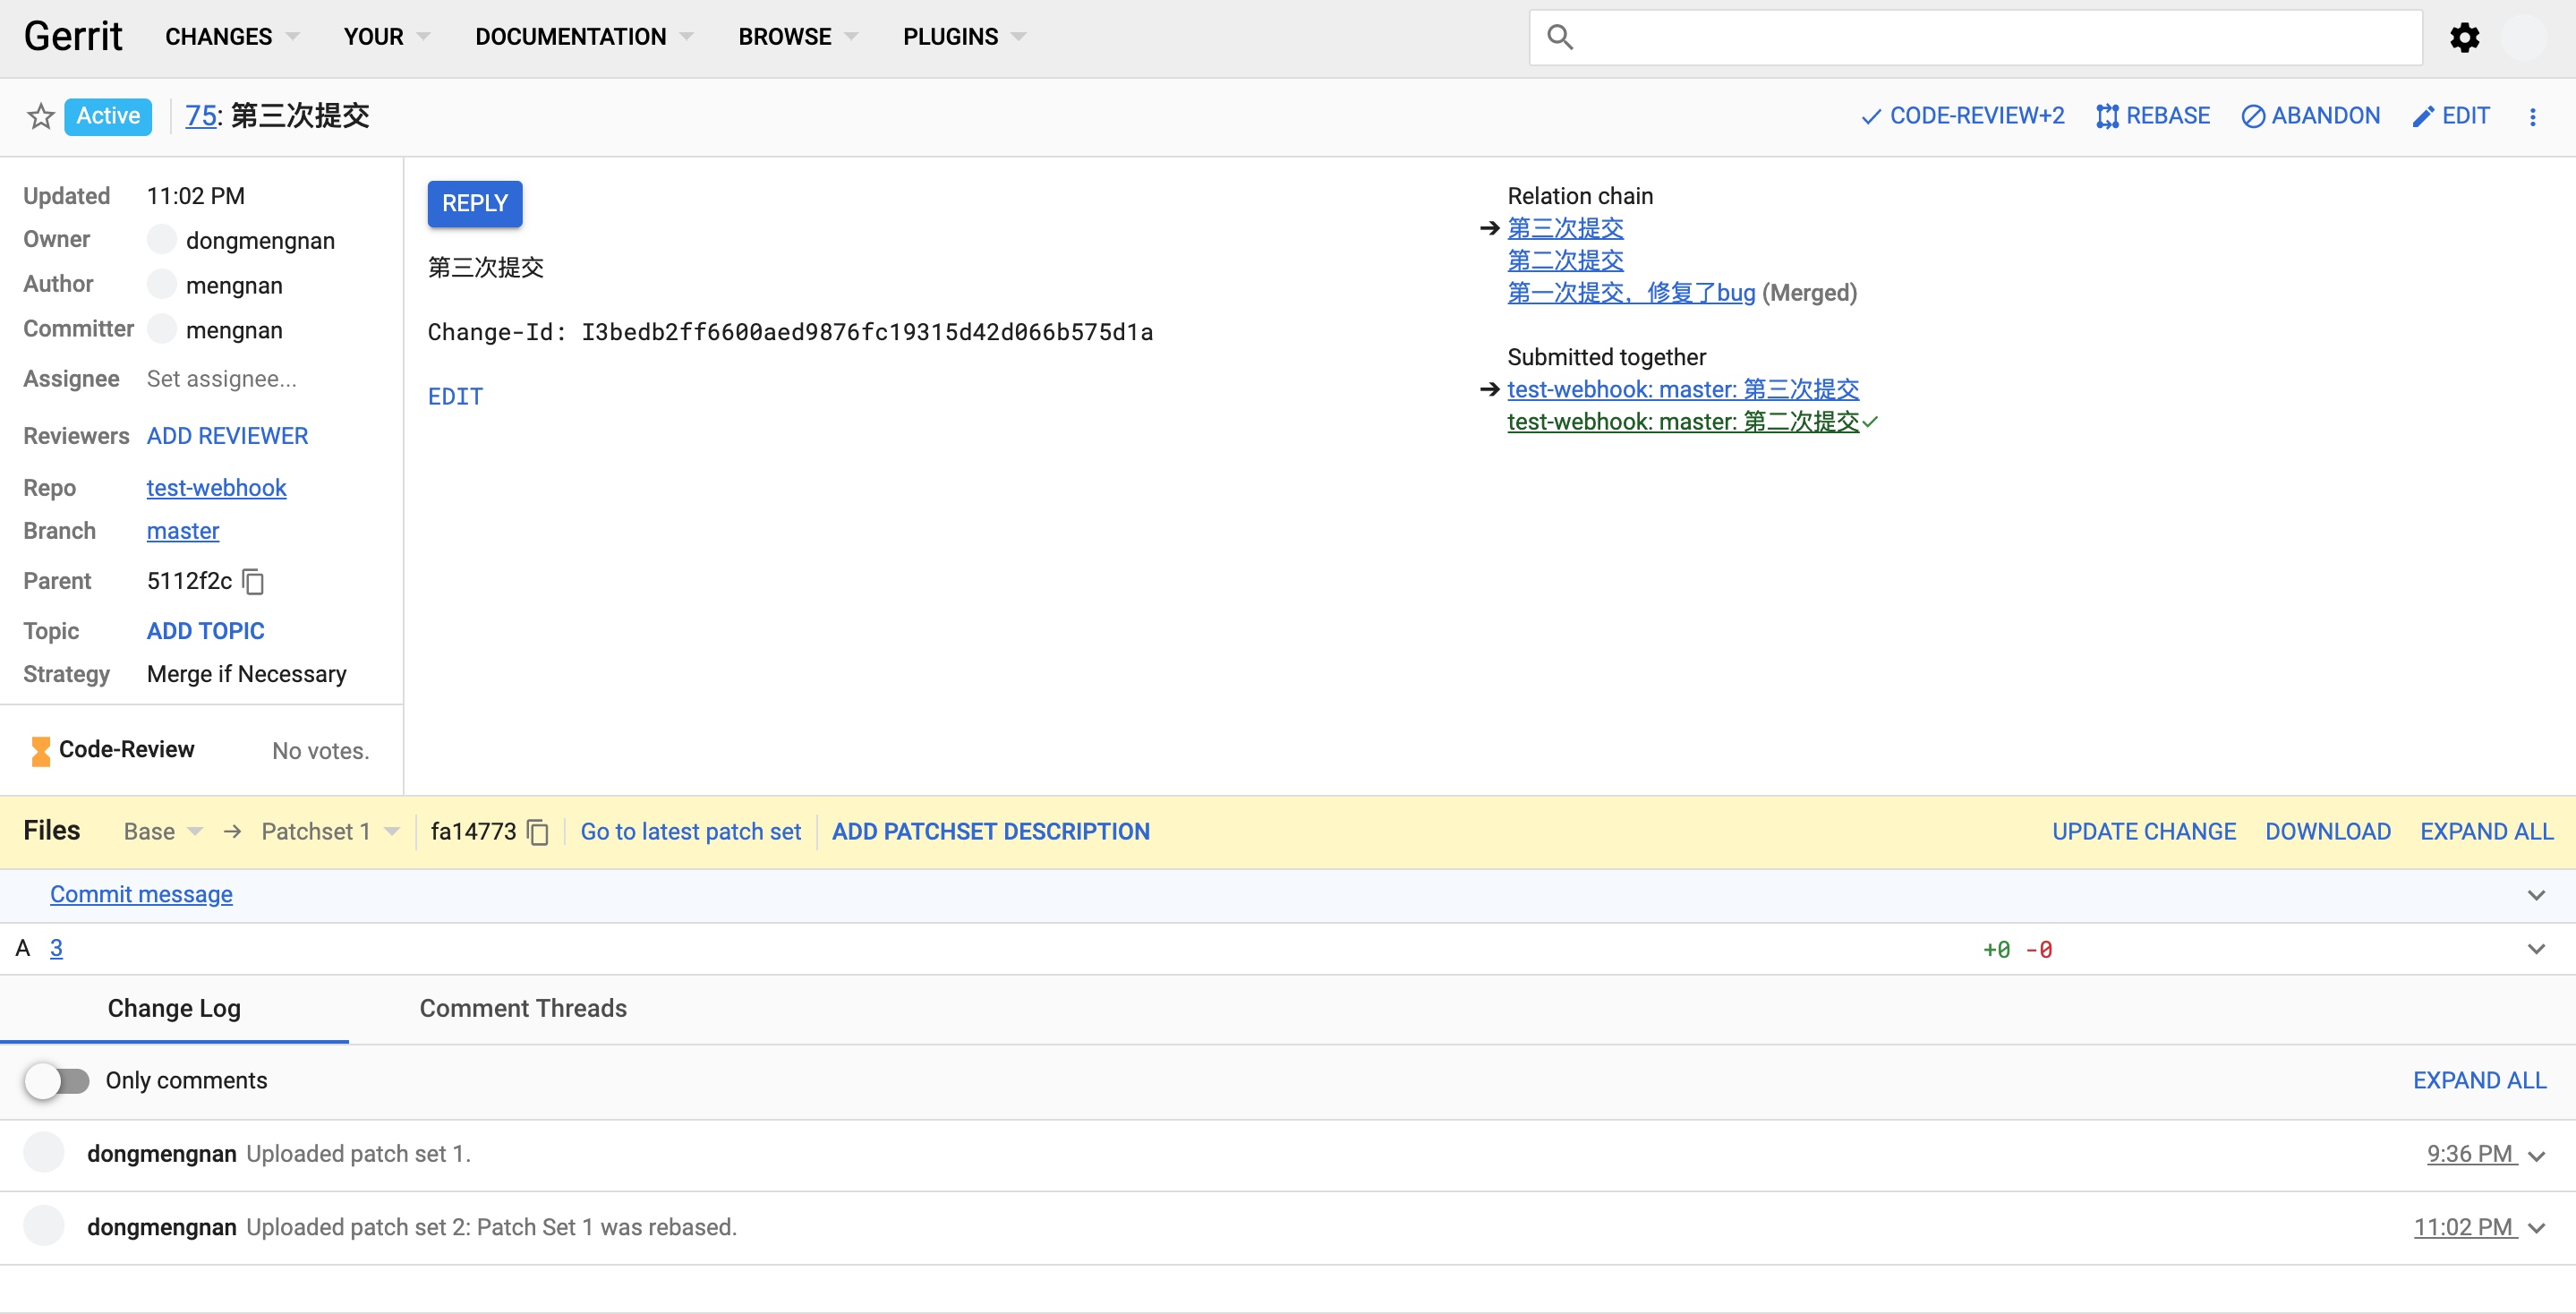 Gerrit CHANGES YOUR DOCUMENTATION BROWSE PLUGINS
Active 75: 第三次提交 CODE-REVIEW+2 REBASE ABANDON EDIT
Updated 11:02 PM
Owner dongmengnan
Author mengnan
Committer mengnan
Assignee Set assignee...
Reviewers ADD REVIEWER
Repo test-webhook
Branch master
Parent 5112f2c
Topic ADD TOPIC
Strategy Merge if Necessary
Code-Review No votes.
REPLY
第三次提交
Change-Id: I3bedb2ff6600aed9876fc19315d42d066b575d1a
EDIT
Relation chain
第三次提交
第二次提交
第一次提交，修复了bug (Merged)
Submitted together
test-webhook: master: 第三次提交
test-webhook: master: 第二次提交
Files Base → Patchset 1 fa14773 Go to latest patch set ADD PATCHSET DESCRIPTION UPDATE CHANGE DOWNLOAD EXPAND ALL
Commit message
A 3 +0 -0
Change Log Comment Threads
Only comments EXPAND ALL
dongmengnan Uploaded patch set 1. 9:36 PM
dongmengnan Uploaded patch set 2: Patch Set 1 was rebased. 11:02 PM